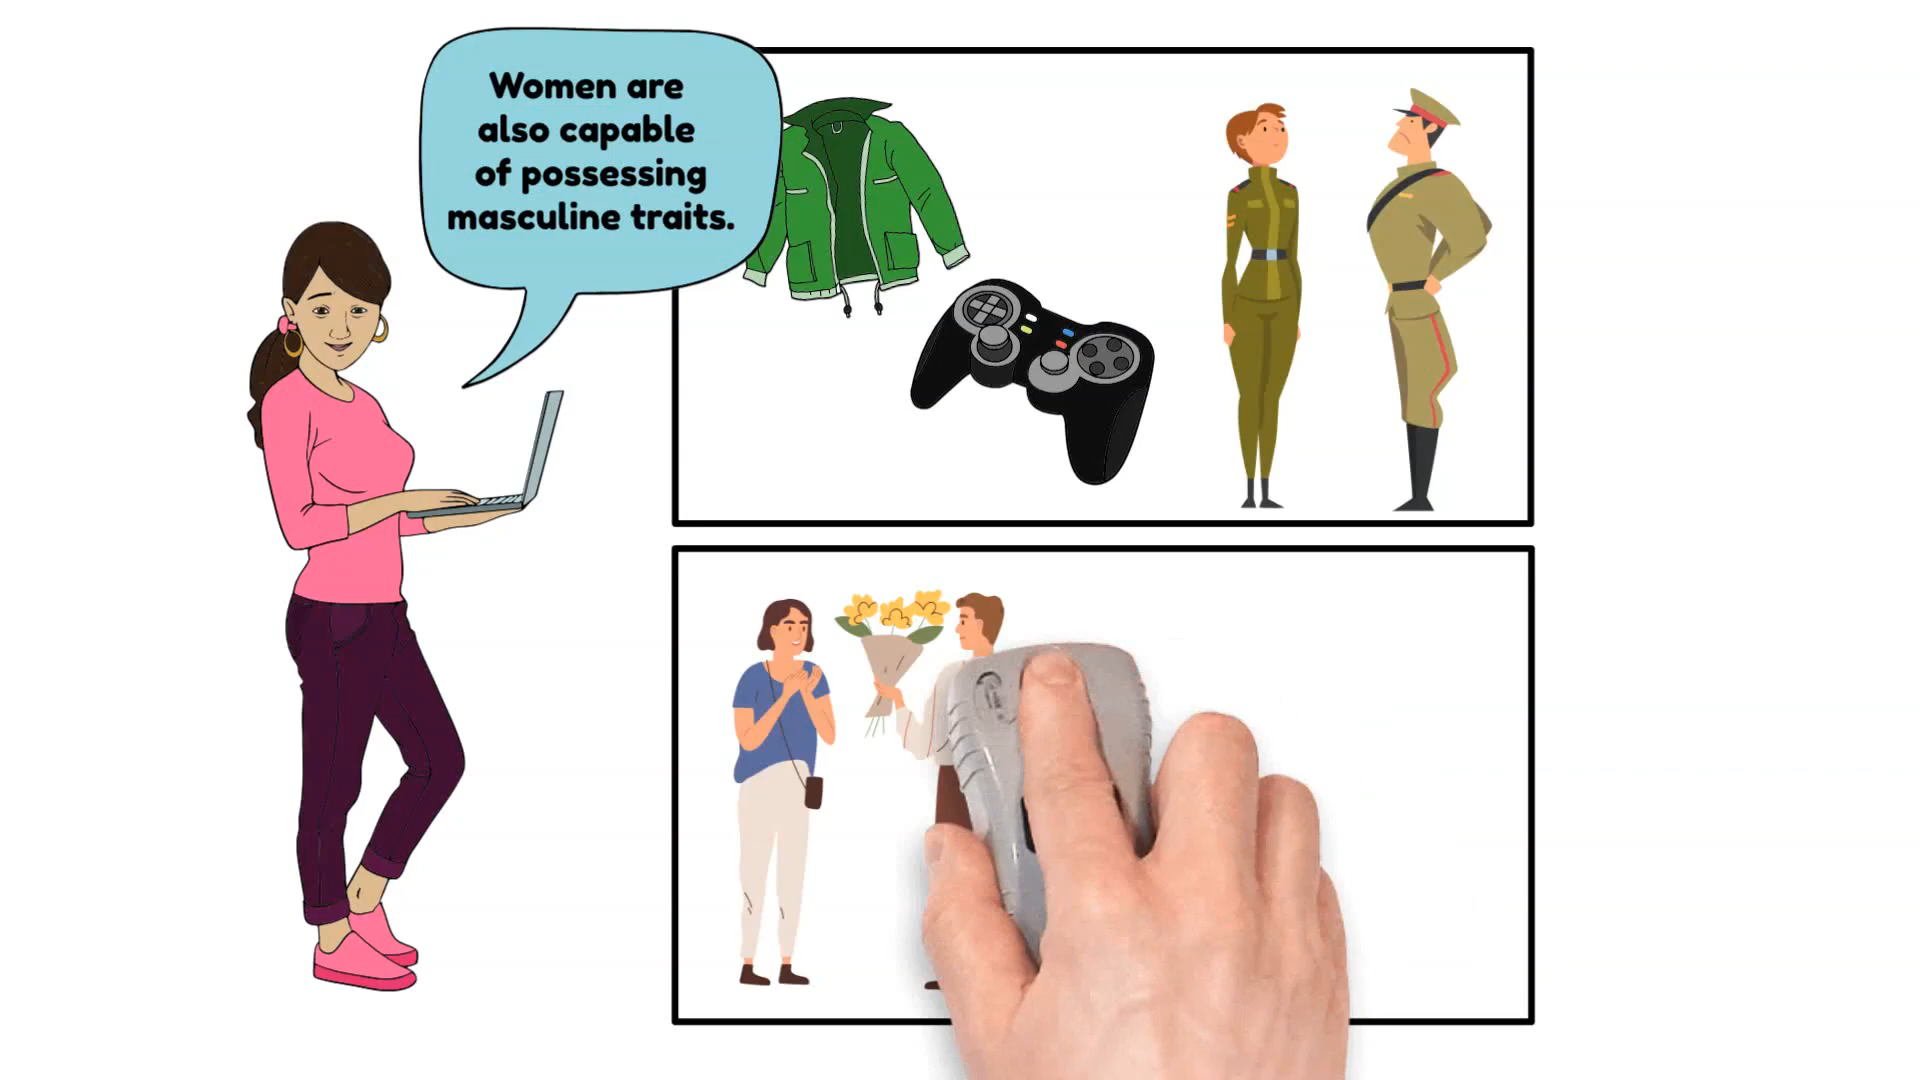 Women are
also capable
of possessing
masculine traits.